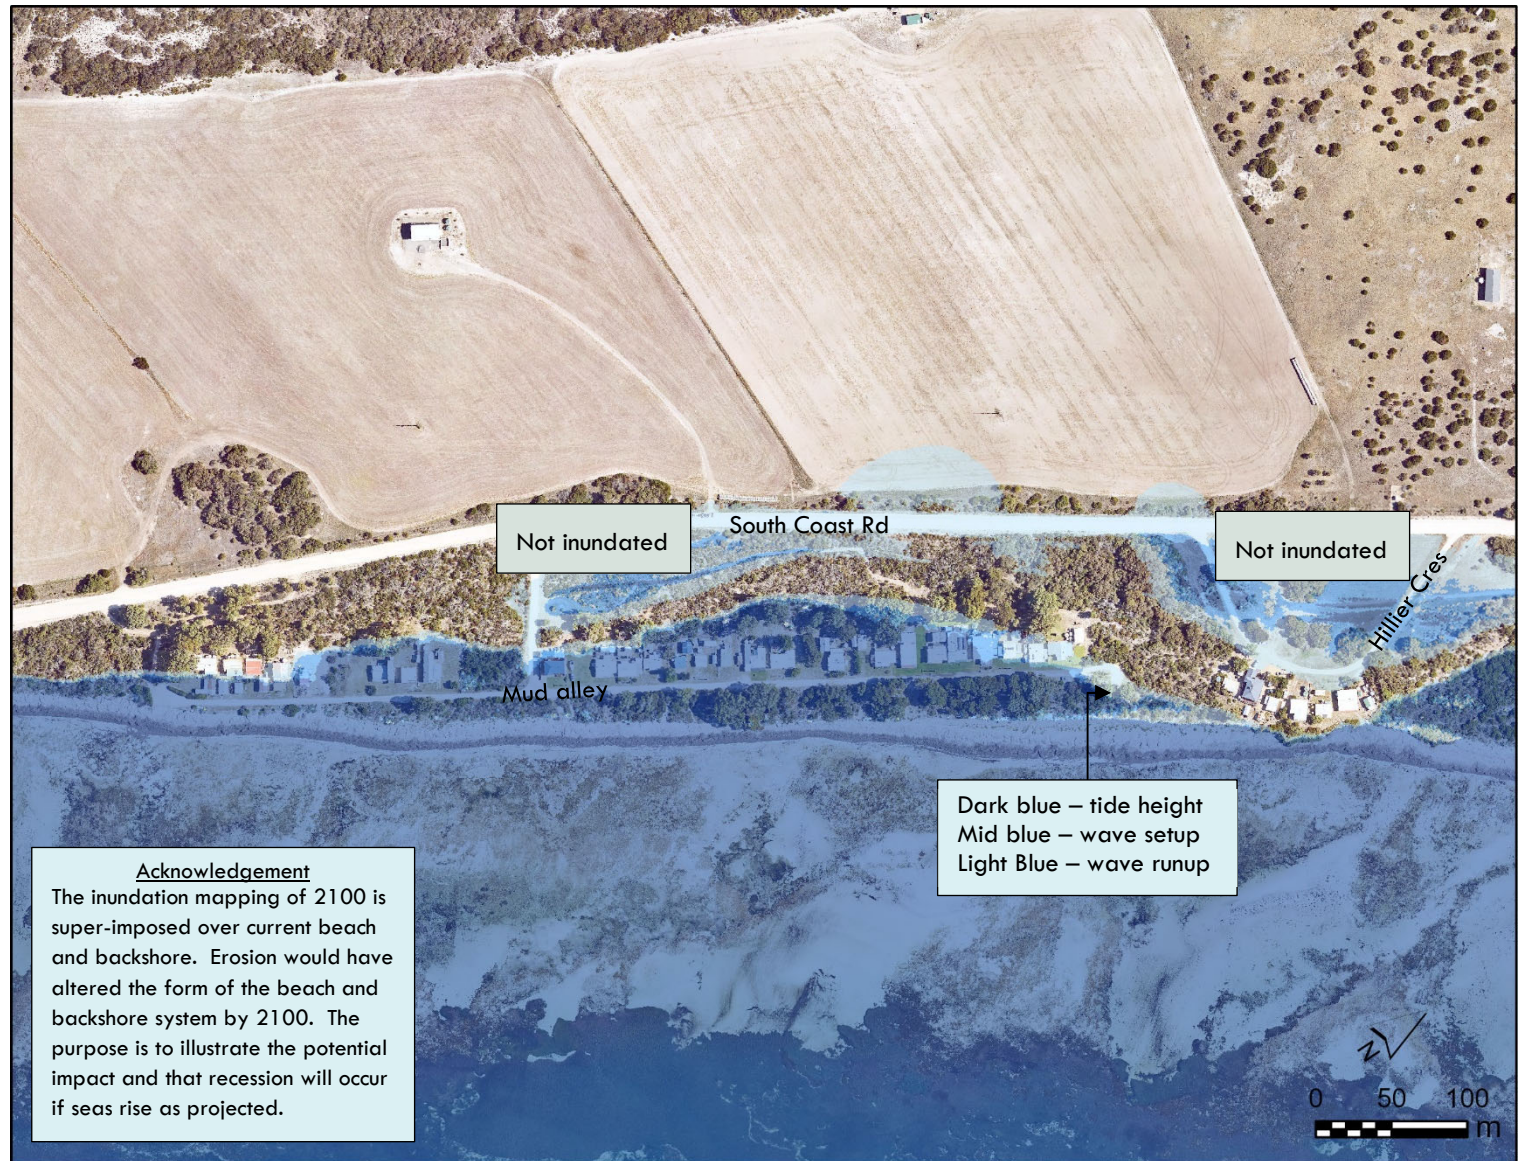 South Coast Rd
Not inundated
Not inundated
Hillier Cres
Mud alley
Dark blue – tide height
Mid blue – wave setup
Light Blue – wave runup
Acknowledgement
The inundation mapping of 2100 is
super-imposed over current beach
and backshore.  Erosion would have
altered the form of the beach and
backshore system by 2100.  The
purpose is to illustrate the potential
impact and that recession will occur
if seas rise as projected.
N
0 50 100
m